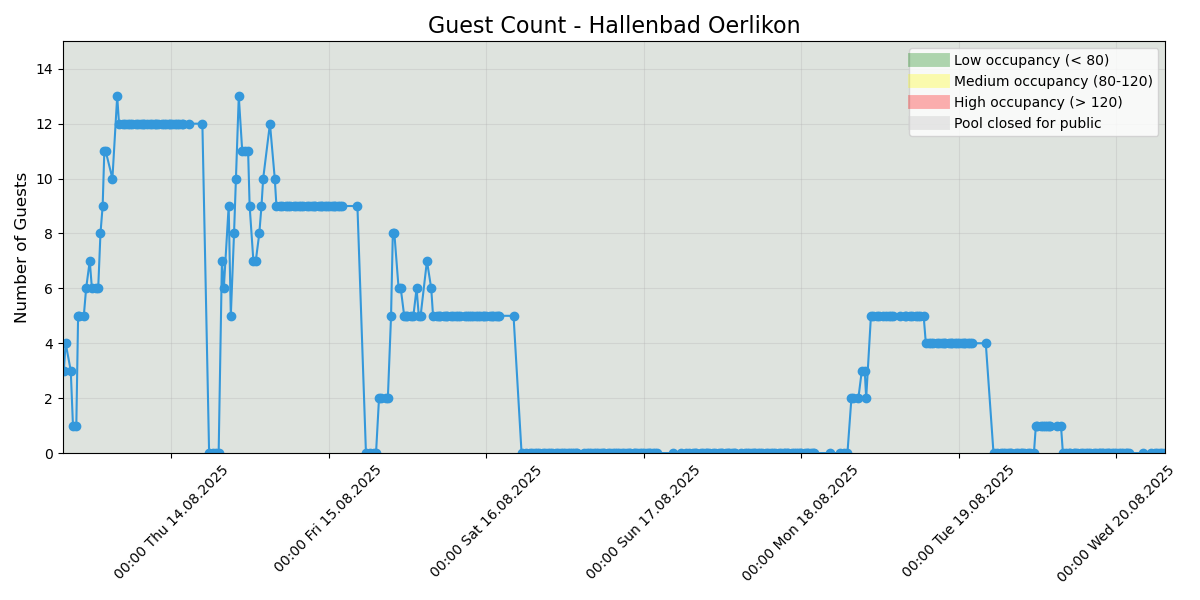 Guest Count - Hallenbad Oerlikon
Low occupancy (< 80)
Medium occupancy (80-120)
High occupancy (> 120)
Pool closed for public
Number of Guests
14
12
10
8
6
4
2
0
00:00 Thu 14.08.2025
00:00 Fri 15.08.2025
00:00 Sat 16.08.2025
00:00 Sun 17.08.2025
00:00 Mon 18.08.2025
00:00 Tue 19.08.2025
00:00 Wed 20.08.2025